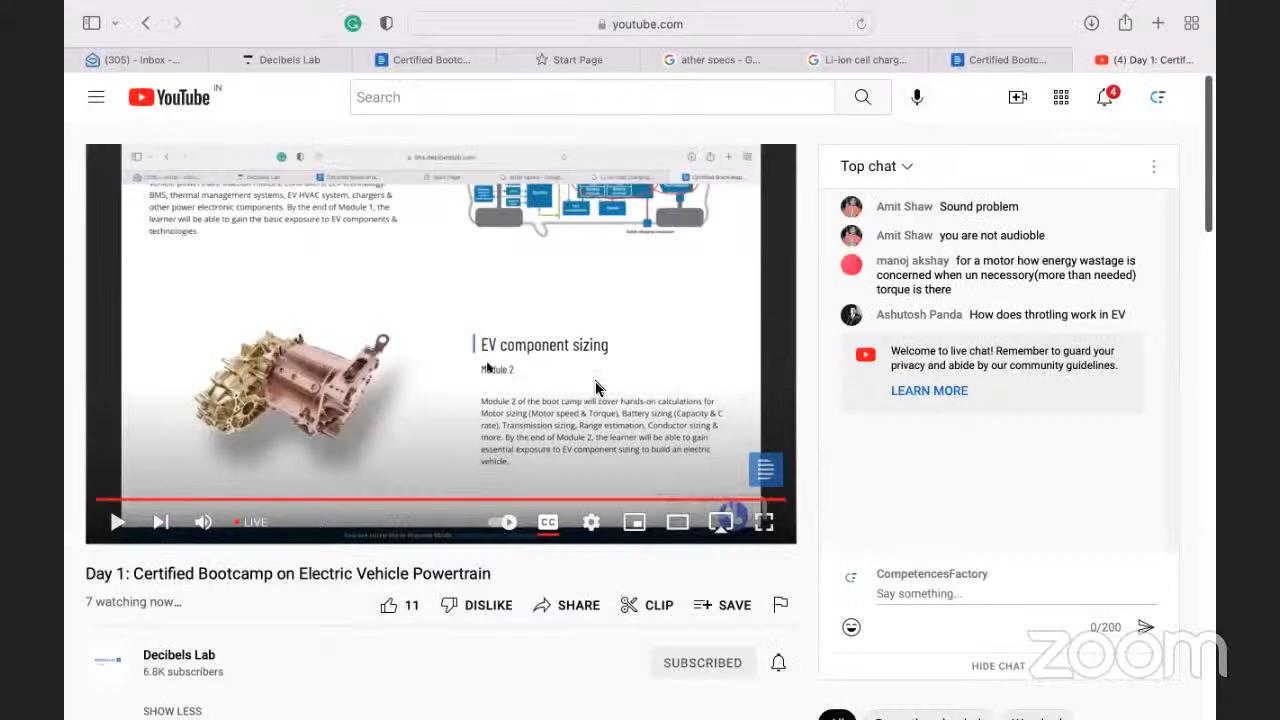 youtube.com
(305) - Inbox -...
Decibels Lab
Certified Bootc...
Start Page
ather specs - G...
Li-ion cell charg...
Certified Bootc...
(4) Day 1: Certif...
YouTube IN
Search
4
BMS, thermal management systems, EV HVAC system, chargers &
other power electronic components. By the end of Module 1, the
learner will be able to gain the basic exposure to EV components &
technologies.
EV component sizing
Module 2
Module 2 of the boot camp will cover hands-on calculations for
Motor sizing (Motor speed & Torque), Battery sizing (Capacity & C
rate), Transmission sizing, Range estimation, Conductor sizing &
more. By the end of Module 2, the learner will be able to gain
essential exposure to EV component sizing to build an electric
vehicle.
LIVE
CC
Day 1: Certified Bootcamp on Electric Vehicle Powertrain
7 watching now...
11
DISLIKE
SHARE
CLIP
SAVE
Decibels Lab
6.8K subscribers
SUBSCRIBED
SHOW LESS
Top chat
Amit Shaw Sound problem
Amit Shaw you are not audioble
manoj akshay for a motor how energy wastage is
concerned when un necessory(more than needed)
torque is there
Ashutosh Panda How does throtling work in EV
Welcome to live chat! Remember to guard your
privacy and abide by our community guidelines.
LEARN MORE
CompetencesFactory
Say something...
0/200
HIDE CHAT
zoom